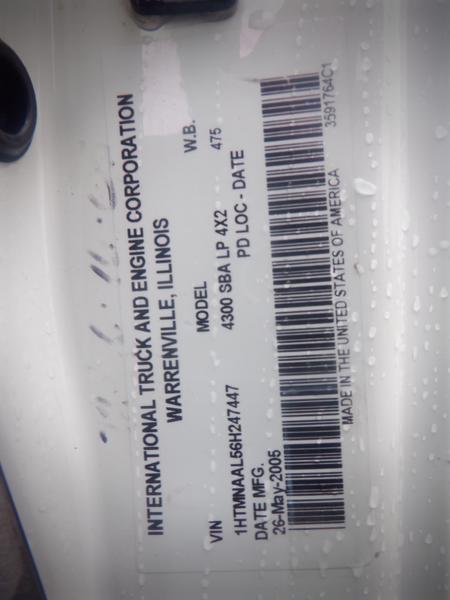 INTERNATIONAL TRUCK AND ENGINE CORPORATION
WARRENVILLE, ILLINOIS
VIN MODEL W.B.
1HTMNAAL56H247447 4300 SBA LP 4X2 475
DATE MFG. PD LOC - DATE
26-May-2005
MADE IN THE UNITED STATES OF AMERICA 3591764C1